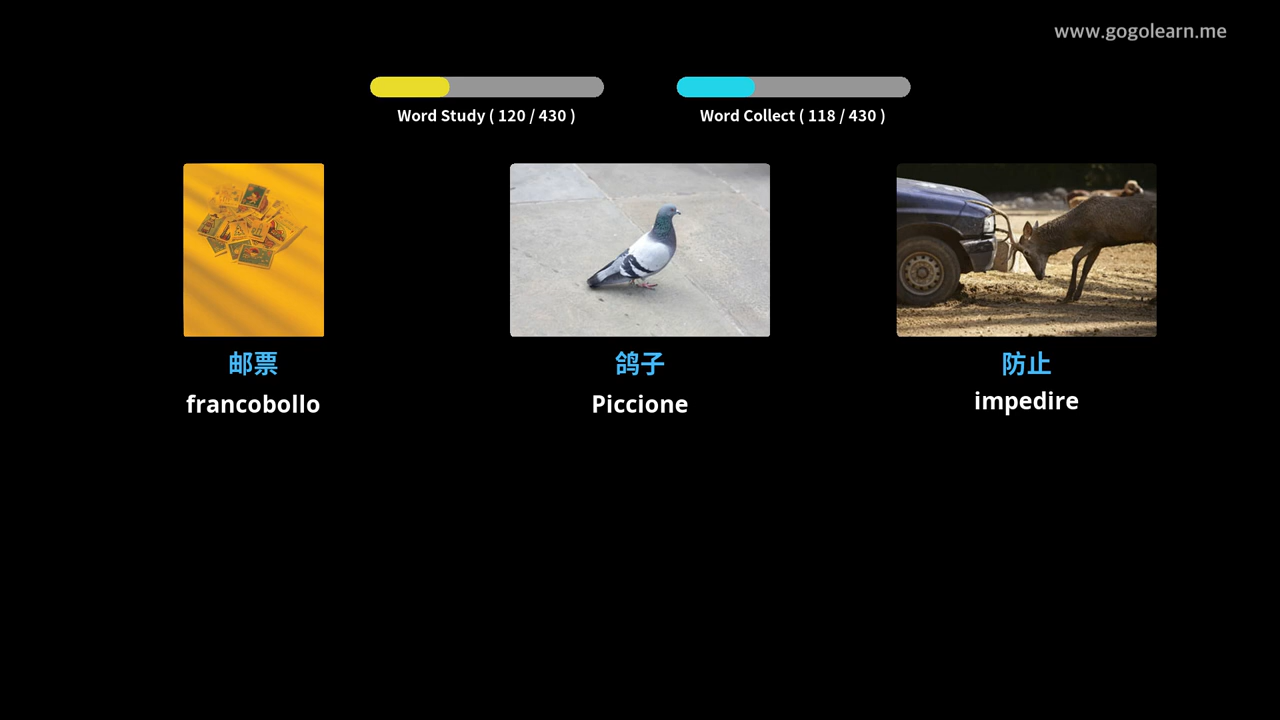 www.gogolearn.me
Word Study ( 120 / 430 )
Word Collect ( 118 / 430 )
邮票
francobollo
鸽子
Piccione
防止
impedire